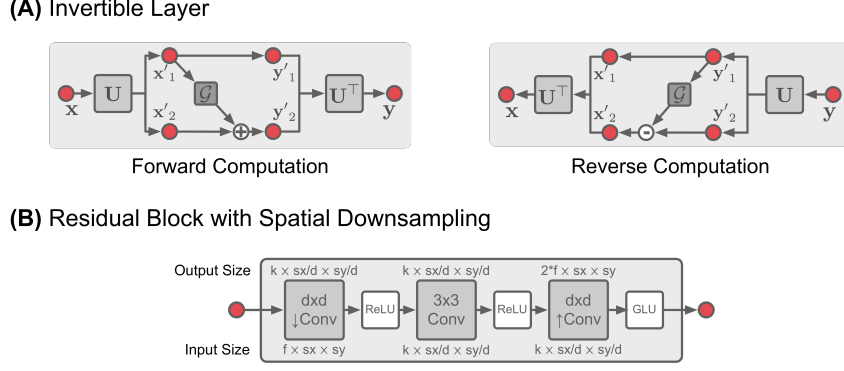 (A) Invertible Layer
x U x′₁ x′₂ 𝒢 + y′₁ y′₂ U⊤ y
x U⊤ x′₁ x′₂ 𝒢 - y′₁ y′₂ U y
Forward Computation
Reverse Computation
(B) Residual Block with Spatial Downsampling
Output Size
k × sx/d × sy/d
k × sx/d × sy/d
2*f × sx × sy
dxd
↓Conv
ReLU
3x3
Conv
ReLU
dxd
↑Conv
GLU
Input Size
f × sx × sy
k × sx/d × sy/d
k × sx/d × sy/d